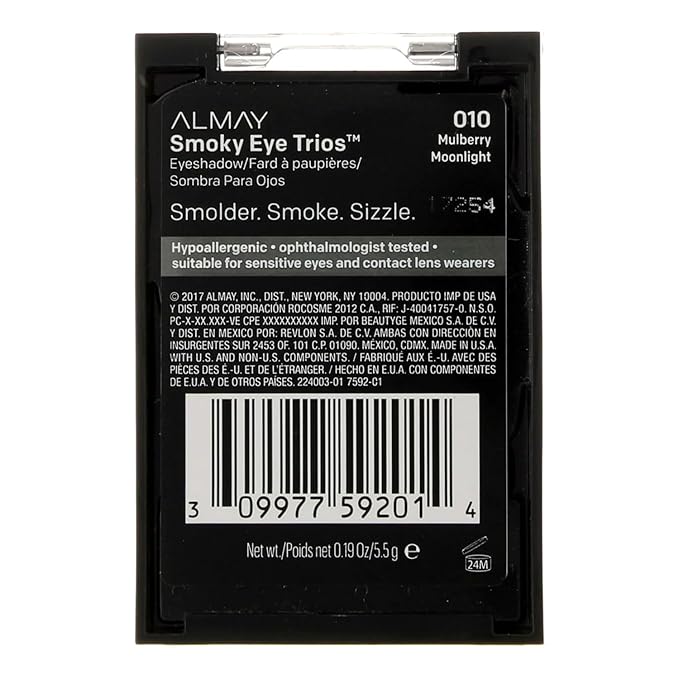 ALMAY
Smoky Eye Trios™
Eyeshadow/Fard à paupières/
Sombra Para Ojos
010
Mulberry
Moonlight
Smolder. Smoke. Sizzle.
7254
Hypoallergenic • ophthalmologist tested •
suitable for sensitive eyes and contact lens wearers
© 2017 ALMAY, INC., DIST., NEW YORK, NY 10004. PRODUCTO IMP DE USA
Y DIST. POR CORPORACIÓN ROCOSME 2012 C.A., RIF: J-40041757-0. N.S.O.
PC-X-XX.XXX-VE CPE XXXXXXXXXX IMP. POR BEAUTYGE MEXICO S.A. DE C.V.
Y DIST. EN MÉXICO POR: REVLON S.A. DE C.V. AMBAS CON DIRECCIÓN EN
INSURGENTES SUR 2453 OF. 101 C.P. 01090. MÉXICO, CDMX. MADE IN U.S.A.
WITH U.S. AND NON-U.S. COMPONENTS. / FABRIQUÉ AUX É.-U. AVEC DES
PIÈCES DES É.-U. ET DE L'ÉTRANGER. / HECHO EN E.U.A. CON COMPONENTES
DE E.U.A. Y DE OTROS PAÍSES. 224003-01 7592-C1
3 09977 59201 4
Net wt./Poids net 0.19 Oz/5.5 g ℮
24M